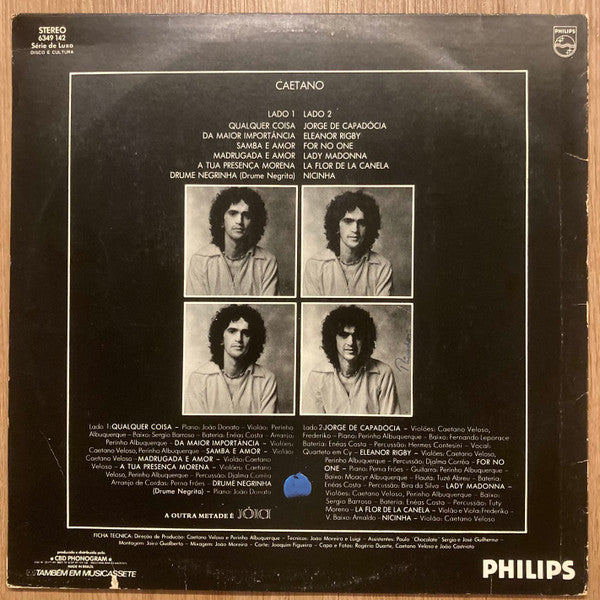 STEREO
6349 142
Série de Luxo
DISCO É CULTURA
PHILIPS
CAETANO
LADO 1
QUALQUER COISA
DA MAIOR IMPORTÂNCIA
SAMBA E AMOR
MADRUGADA E AMOR
A TUA PRESENÇA MORENA
DRUME NEGRINHA (Drume Negrita)
LADO 2
JORGE DE CAPADÓCIA
ELEANOR RIGBY
FOR NO ONE
LADY MADONNA
LA FLOR DE LA CANELA
NICINHA
Lado 1: QUALQUER COISA – Piano: João Donato – Violão: Perinho
Albuquerque – Baixo: Sergio Barroso – Bateria: Enéas Costa – Arranjo:
Perinho Albuquerque – DA MAIOR IMPORTÂNCIA – Violões:
Caetano Veloso, Perinho Albuquerque – SAMBA E AMOR – Violão:
Caetano Veloso – MADRUGADA E AMOR – Violão: Caetano
Veloso – A TUA PRESENÇA MORENA – Violões: Caetano
Veloso, Perinho Albuquerque – Percussão: Djalma Corrêa
Arranjo de Cordas: Perna Fróes – DRUME NEGRINHA
(Drume Negrita) – Piano: João Donato
Lado 2: JORGE DE CAPADÓCIA – Violões: Caetano Veloso,
Frederiko – Piano: Perinho Albuquerque – Baixo: Fernando Leporace
Bateria: Enéas Costa – Percussão: Hermes Contesini – Vocal:
Quarteto em Cy – ELEANOR RIGBY – Violões: Caetano Veloso,
Perinho Albuquerque – Percussão: Djalma Corrêa – FOR NO
ONE – Piano: Perna Fróes – Guitarra: Perinho Albuquerque –
Baixo: Moacyr Albuquerque – Flauta: Tuzé Abreu – Bateria:
Enéas Costa – Percussão: Bira da Silva – LADY MADONNA –
Violões: Caetano Veloso, Perinho Albuquerque – Baixo:
Sergio Barroso – Bateria: Enéas Costa – Percussão: Tuty
Moreno – LA FLOR DE LA CANELA – Violão e Viola: Frederiko –
V. Baixo: Arnaldo – NICINHA – Violão: Caetano Veloso
A OUTRA METADE É JÓIA
FICHA TÉCNICA: Direção de Produção: Caetano Veloso e Perinho Albuquerque – Técnicos: João Moreira e Luigi – Assistentes: Paulo 'Chocolate' Sergio e José Guilherme
Montagem: Jairo Gualberto – Mixagem: João Moreira – Corte: Joaquim Figueira – Capa e Fotos: Rogério Duarte, Caetano Veloso e João Castrioto
produzido e distribuído pela
CBD PHONOGRAM
MADE IN BRAZIL
TAMBÉM EM MUSICASSETE
PHILIPS